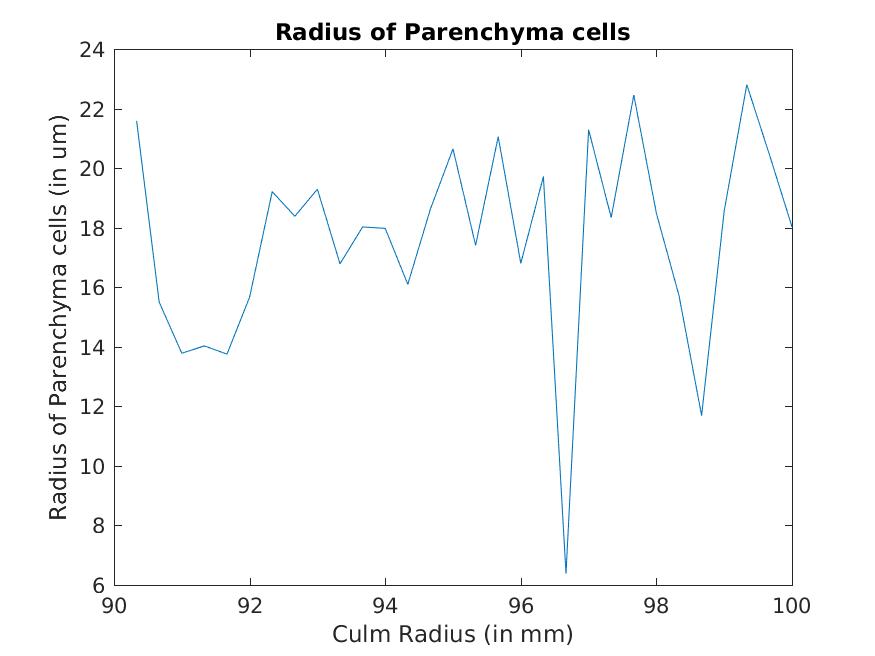 Radius of Parenchyma cells
24
22
20
18
16
14
12
10
8
6
Radius of Parenchyma cells (in um)
90 92 94 96 98 100
Culm Radius (in mm)